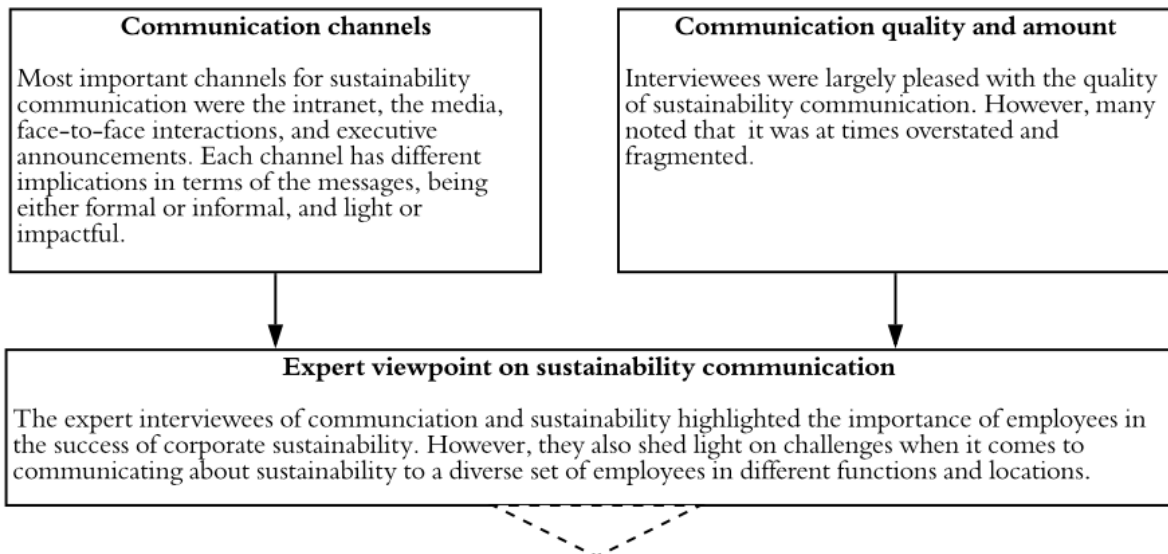 Communication channels
Most important channels for sustainability
communication were the intranet, the media,
face-to-face interactions, and executive
announcements. Each channel has different
implications in terms of the messages, being
either formal or informal, and light or
impactful.
Communication quality and amount
Interviewees were largely pleased with the quality
of sustainability communication. However, many
noted that it was at times overstated and
fragmented.
Expert viewpoint on sustainability communication
The expert interviewees of communciation and sustainability highlighted the importance of employees in
the success of corporate sustainability. However, they also shed light on challenges when it comes to
communicating about sustainability to a diverse set of employees in different functions and locations.